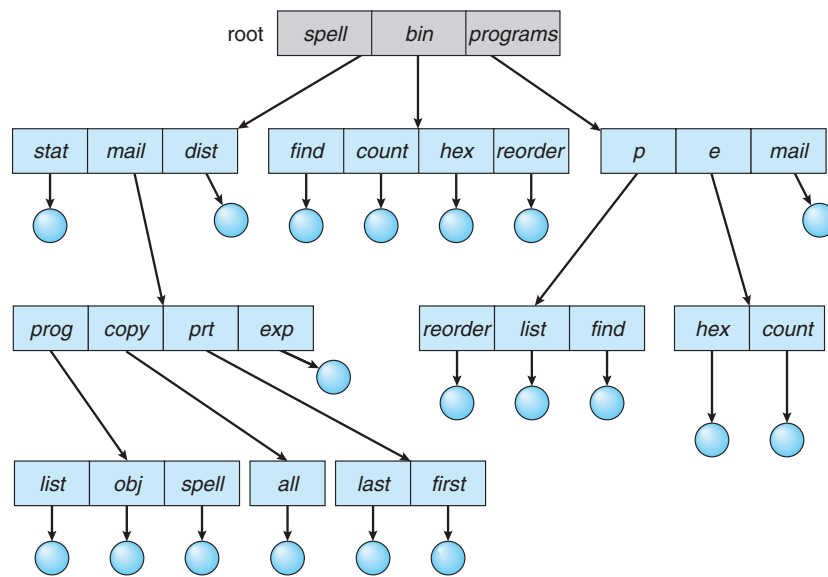 root spell bin programs
stat mail dist find count hex reorder p e mail
prog copy prt exp reorder list find hex count
list obj spell all last first